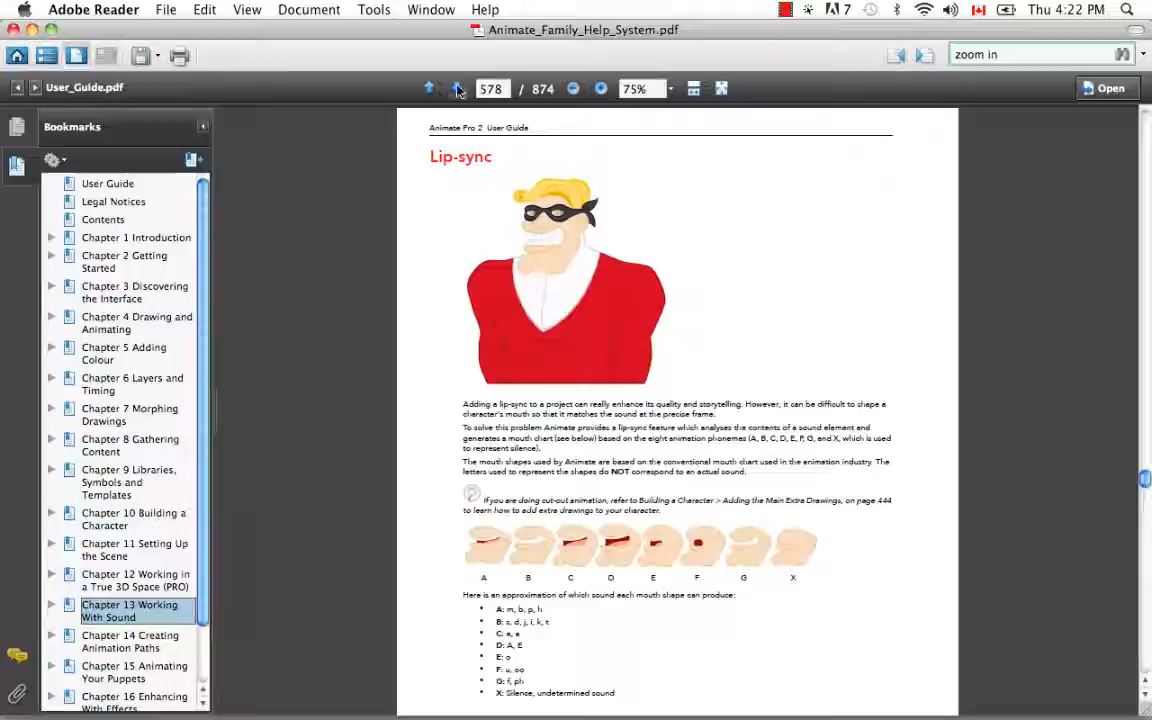 Adobe Reader File Edit View Document Tools Window Help 7 Thu 4:22 PM
Animate_Family_Help_System.pdf
zoom in
User_Guide.pdf 578 / 874 75% Open
Bookmarks
User Guide
Legal Notices
Contents
Chapter 1 Introduction
Chapter 2 Getting
Started
Chapter 3 Discovering
the Interface
Chapter 4 Drawing and
Animating
Chapter 5 Adding
Colour
Chapter 6 Layers and
Timing
Chapter 7 Morphing
Drawings
Chapter 8 Gathering
Content
Chapter 9 Libraries,
Symbols and
Templates
Chapter 10 Building a
Character
Chapter 11 Setting Up
the Scene
Chapter 12 Working in
a True 3D Space (PRO)
Chapter 13 Working
With Sound
Chapter 14 Creating
Animation Paths
Chapter 15 Animating
Your Puppets
Chapter 16 Enhancing
With Effects
Animate Pro 2 User Guide
Lip-sync
Adding a lip-sync to a project can really enhance its quality and storytelling. However, it can be difficult to shape a
character's mouth so that it matches the sound at the precise frame.
To solve this problem Animate provides a lip-sync feature which analyses the contents of a sound element and
generates a mouth chart (see below) based on the eight animation phonemes (A, B, C, D, E, F, G, and X, which is used
to represent silence).
The mouth shapes used by Animate are based on the conventional mouth chart used in the animation industry. The
letters used to represent the shapes do NOT correspond to an actual sound.
If you are doing cut-out animation, refer to Building a Character > Adding the Main Extra Drawings, on page 444
to learn how to add extra drawings to your character.
A B C D E F G X
Here is an approximation of which sound each mouth shape can produce:
• A: m, b, p, h
• B: s, d, j, i, k, t
• C: e, a
• D: A, E
• E: o
• F: u, oo
• G: f, ph
• X: Silence, undetermined sound